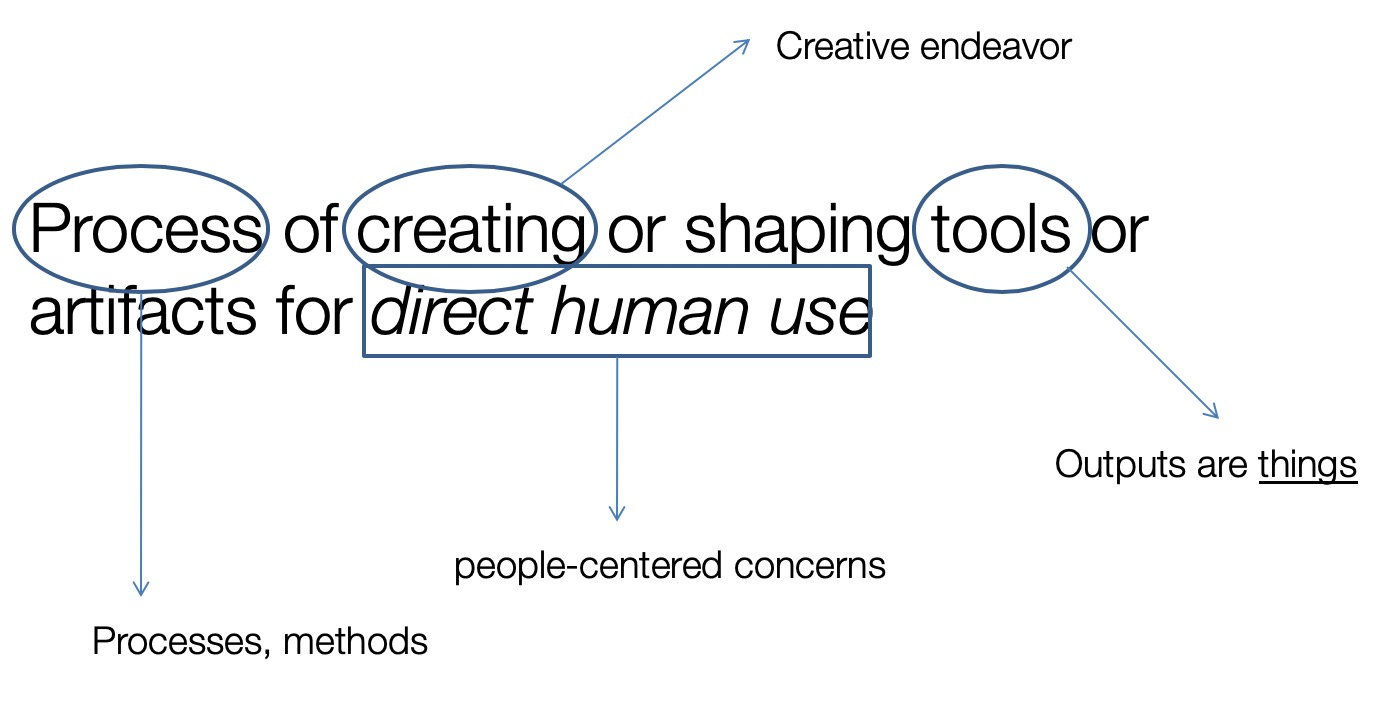 Creative endeavor
Process of creating or shaping tools or
artifacts for direct human use
Outputs are things
people-centered concerns
Processes, methods